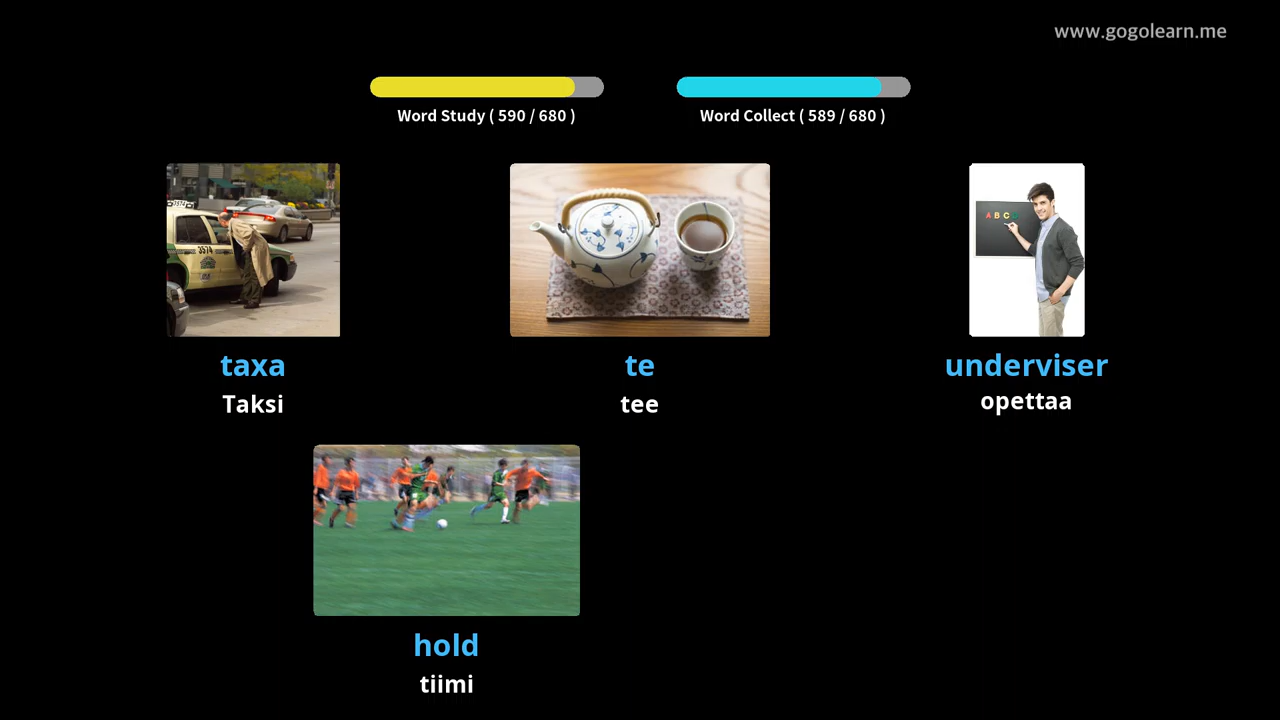 www.gogolearn.me
Word Study ( 590 / 680 )
Word Collect ( 589 / 680 )
3574
A B C
taxa
te
underviser
Taksi
tee
opettaa
hold
tiimi